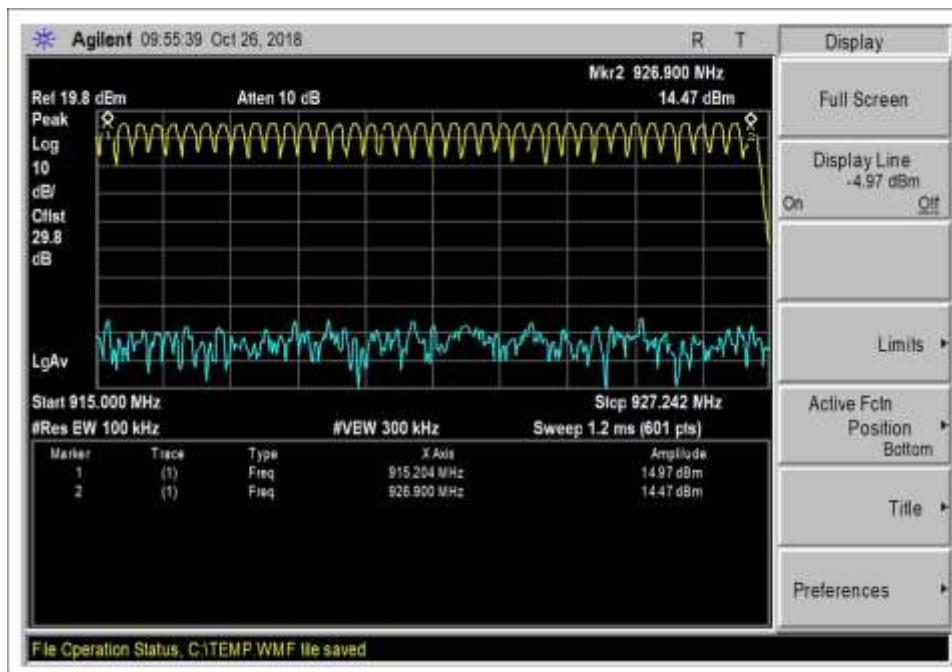 Agilent 09:55:39 Oct 26, 2018 R T
Mkr2 926.900 MHz
Ref 19.8 dBm Atten 10 dB 14.47 dBm
Peak
Log
10
dB/
Offst
29.8
dB
LgAv
1
2
Start 915.000 MHz Stop 927.242 MHz
#Res BW 100 kHz #VBW 300 kHz Sweep 1.2 ms (601 pts)
Marker Trace Type X Axis Amplitude
1 (1) Freq 915.204 MHz 14.97 dBm
2 (1) Freq 926.900 MHz 14.47 dBm
File Operation Status, C:\TEMP.WMF file saved
Display
Full Screen
Display Line
-4.97 dBm
On Off
Limits
Active Fctn
Position
Bottom
Title
Preferences